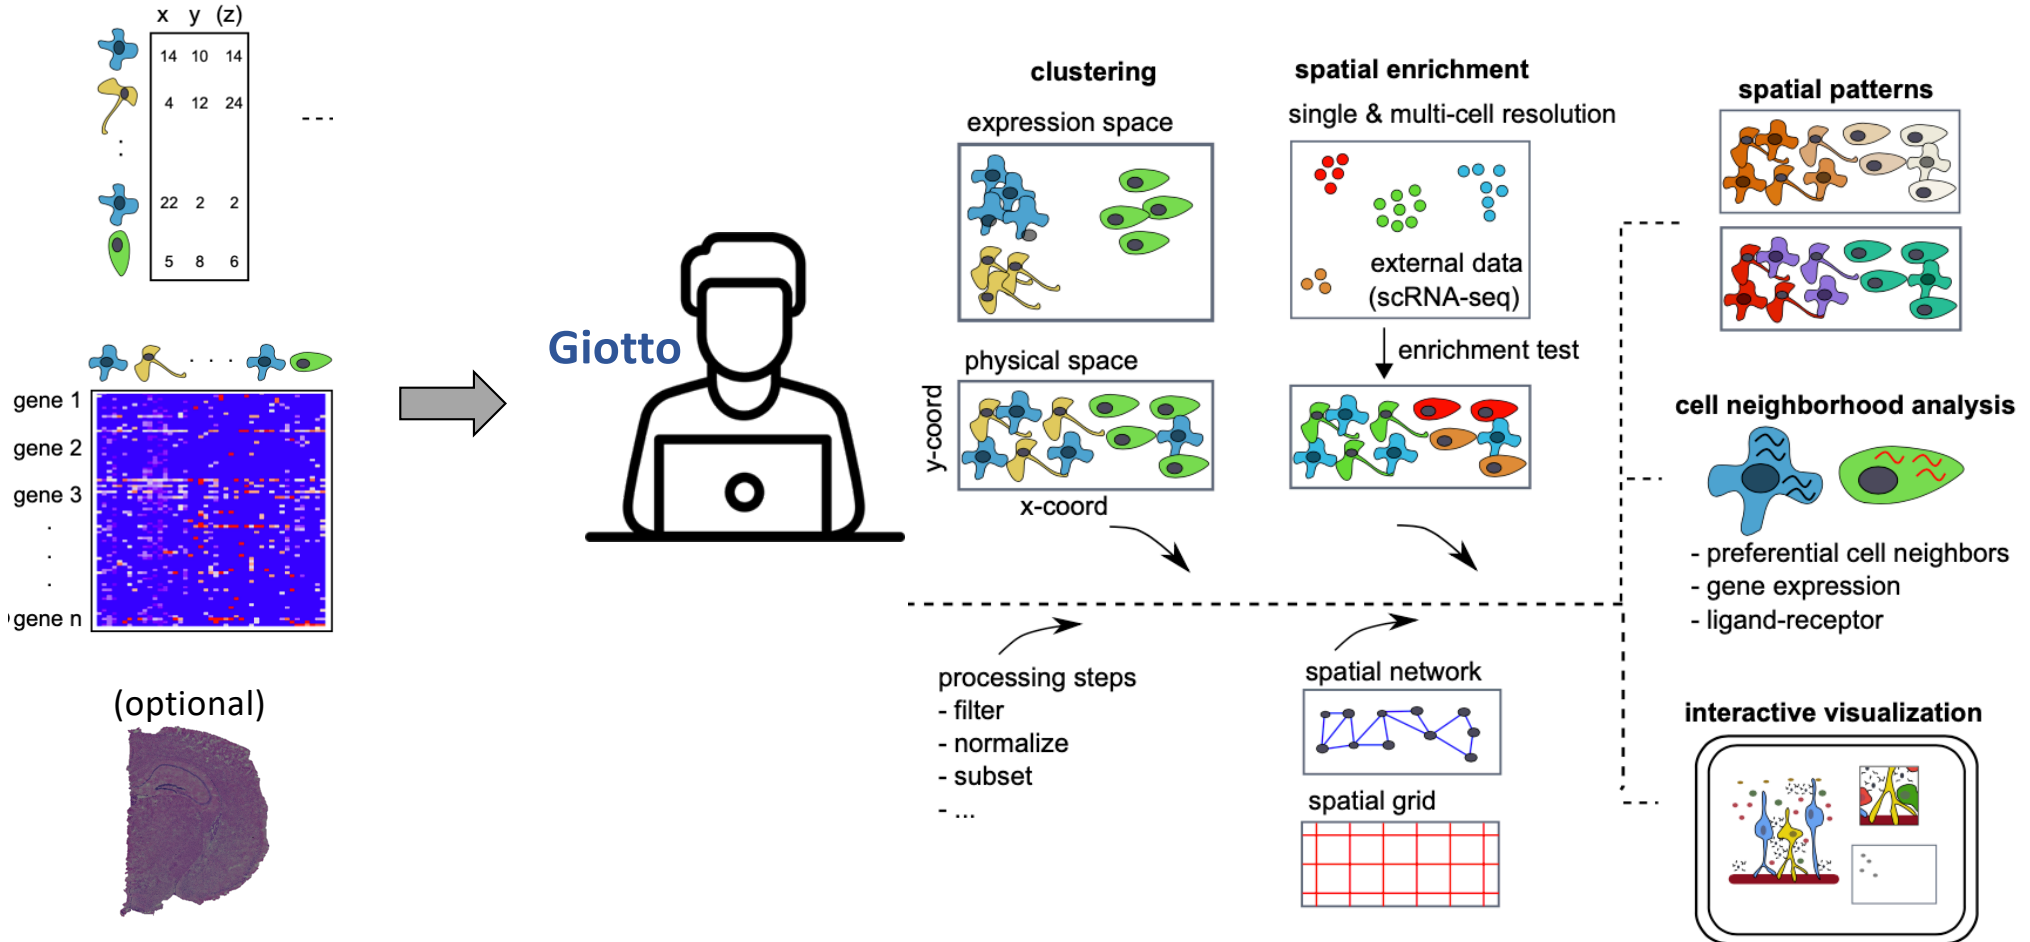 x y (z)
14 10 14
4 12 24
22 2 2
5 8 6
gene 1
gene 2
gene 3
gene n
(optional)
Giotto
clustering
expression space
physical space
y-coord
x-coord
processing steps
- filter
- normalize
- subset
- ...
spatial enrichment
single & multi-cell resolution
external data
(scRNA-seq)
enrichment test
spatial network
spatial grid
spatial patterns
cell neighborhood analysis
- preferential cell neighbors
- gene expression
- ligand-receptor
interactive visualization